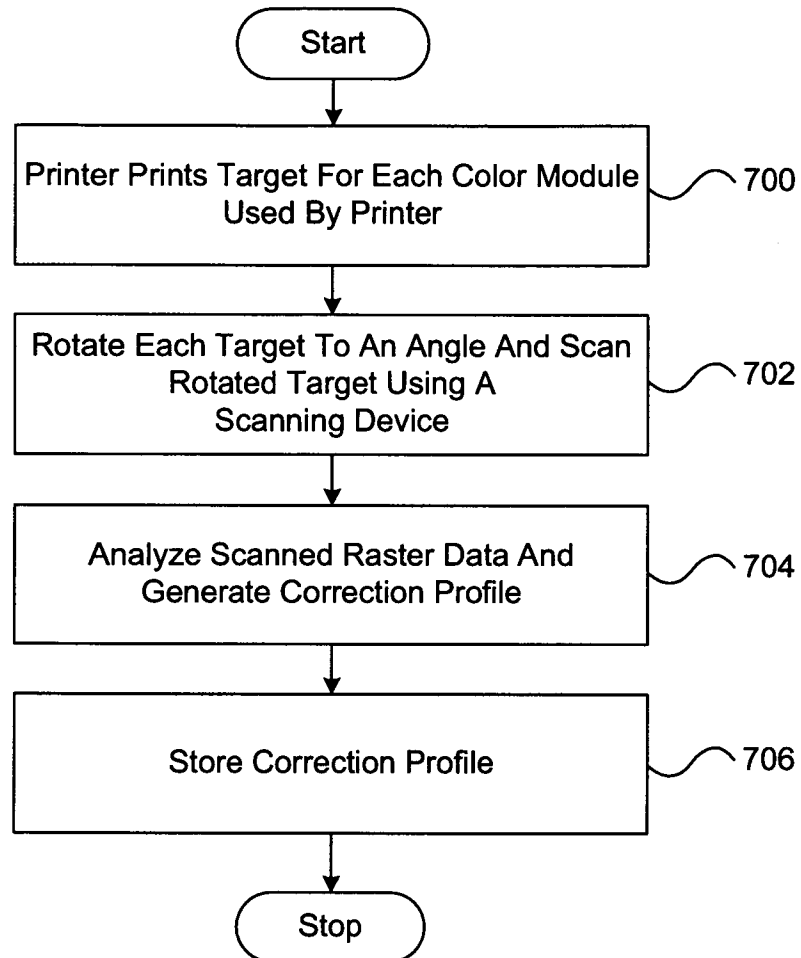 Start
Printer Prints Target For Each Color Module
Used By Printer
700
Rotate Each Target To An Angle And Scan
Rotated Target Using A
Scanning Device
702
Analyze Scanned Raster Data And
Generate Correction Profile
704
Store Correction Profile
706
Stop